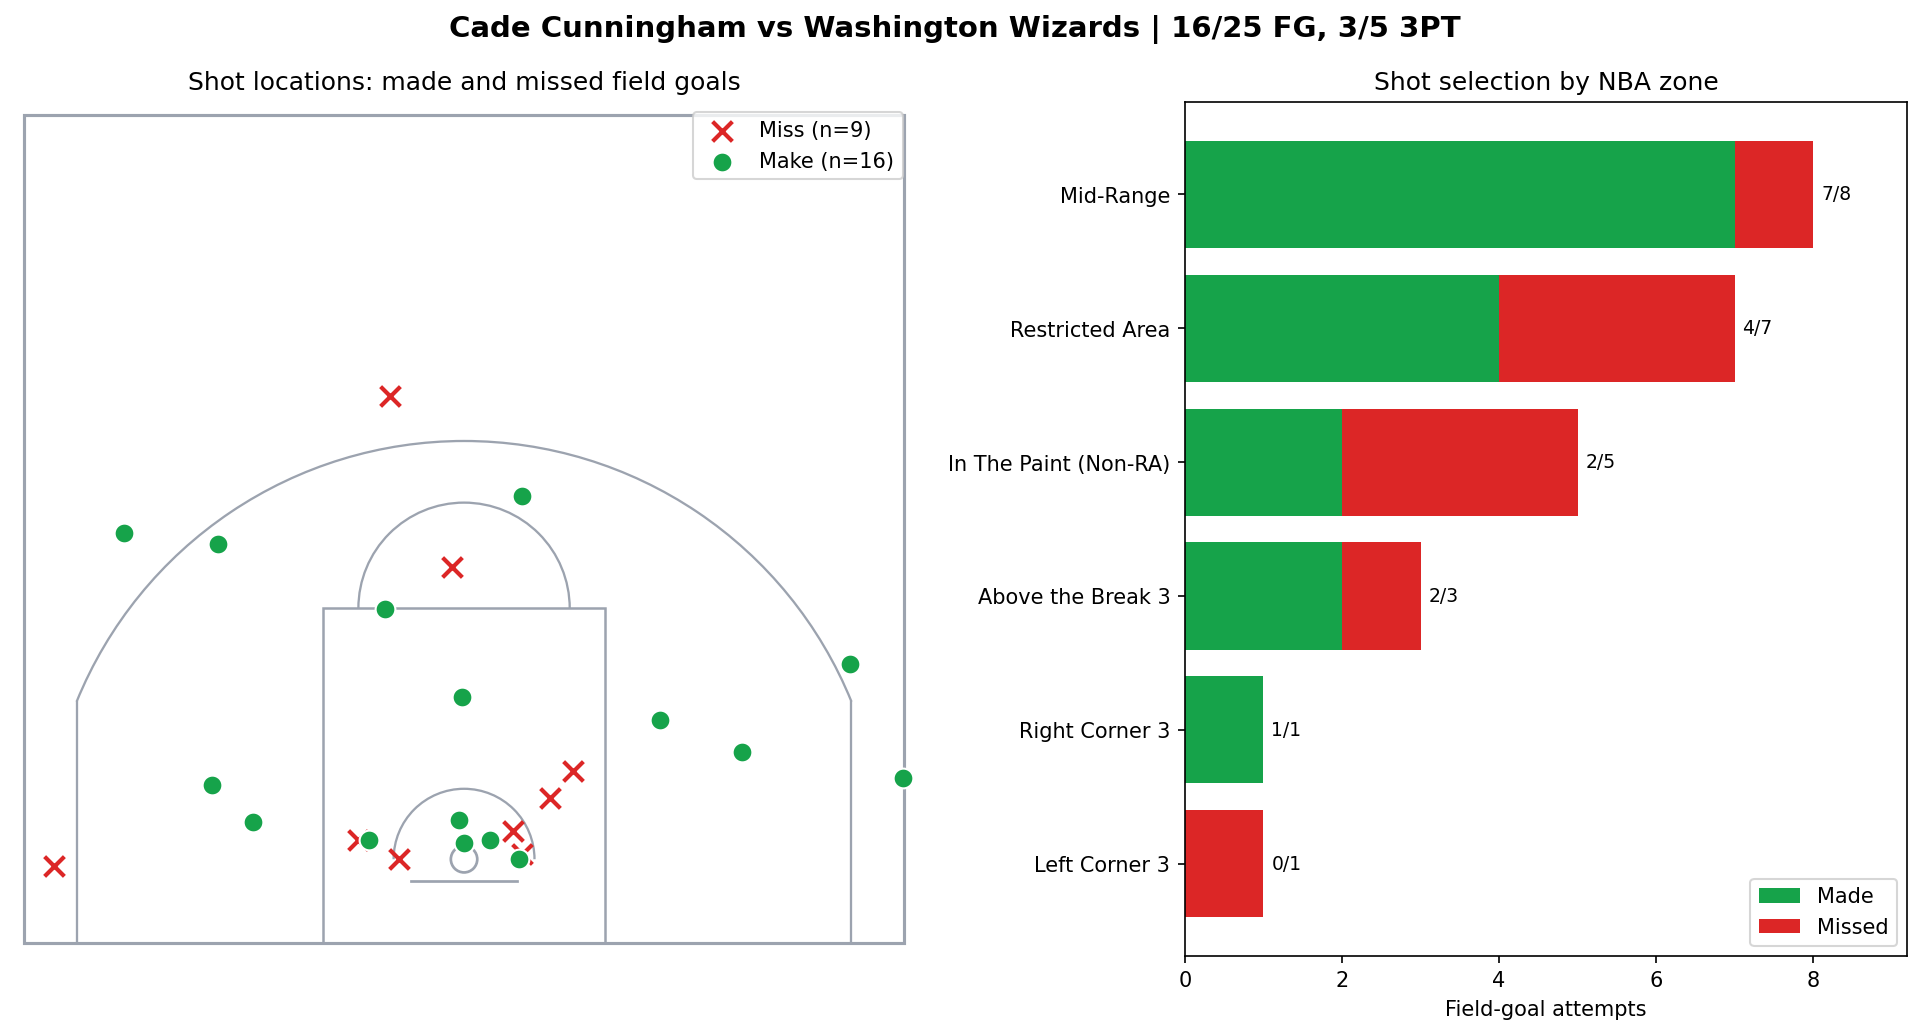 Cade Cunningham vs Washington Wizards | 16/25 FG, 3/5 3PT
Shot locations: made and missed field goals
Miss (n=9)
Make (n=16)
Shot selection by NBA zone
Mid-Range
7/8
Restricted Area
4/7
In The Paint (Non-RA)
2/5
Above the Break 3
2/3
Right Corner 3
1/1
Left Corner 3
0/1
Made
Missed
0 2 4 6 8
Field-goal attempts